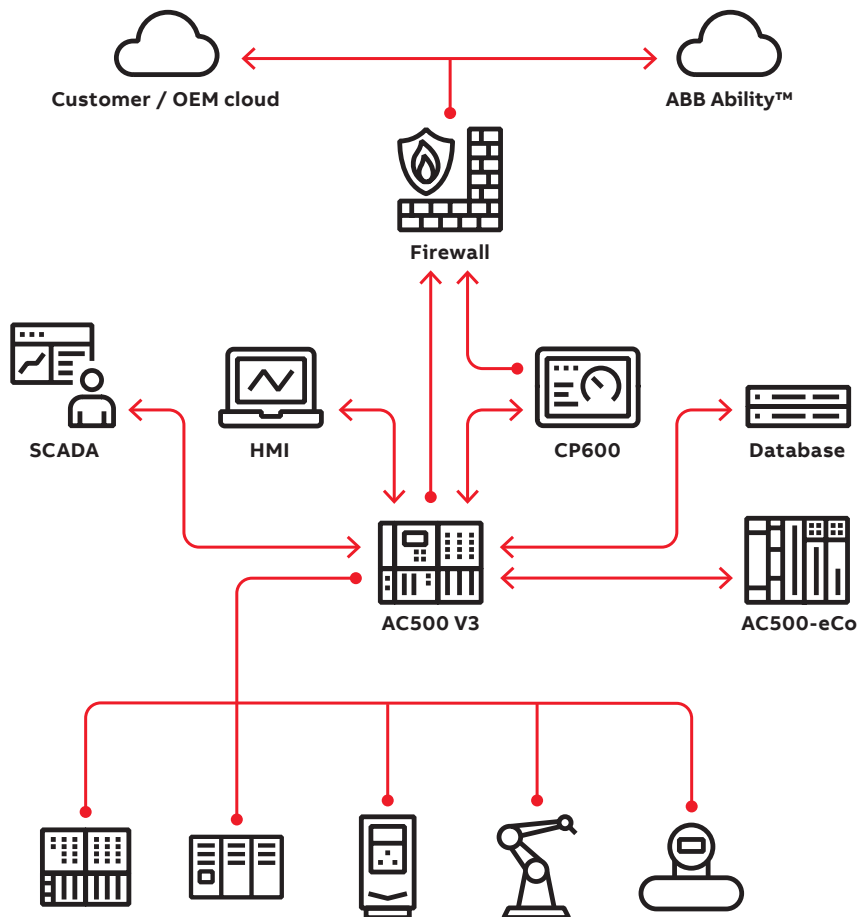 Customer / OEM cloud
ABB Ability™
Firewall
SCADA
HMI
CP600
Database
AC500 V3
AC500-eCo